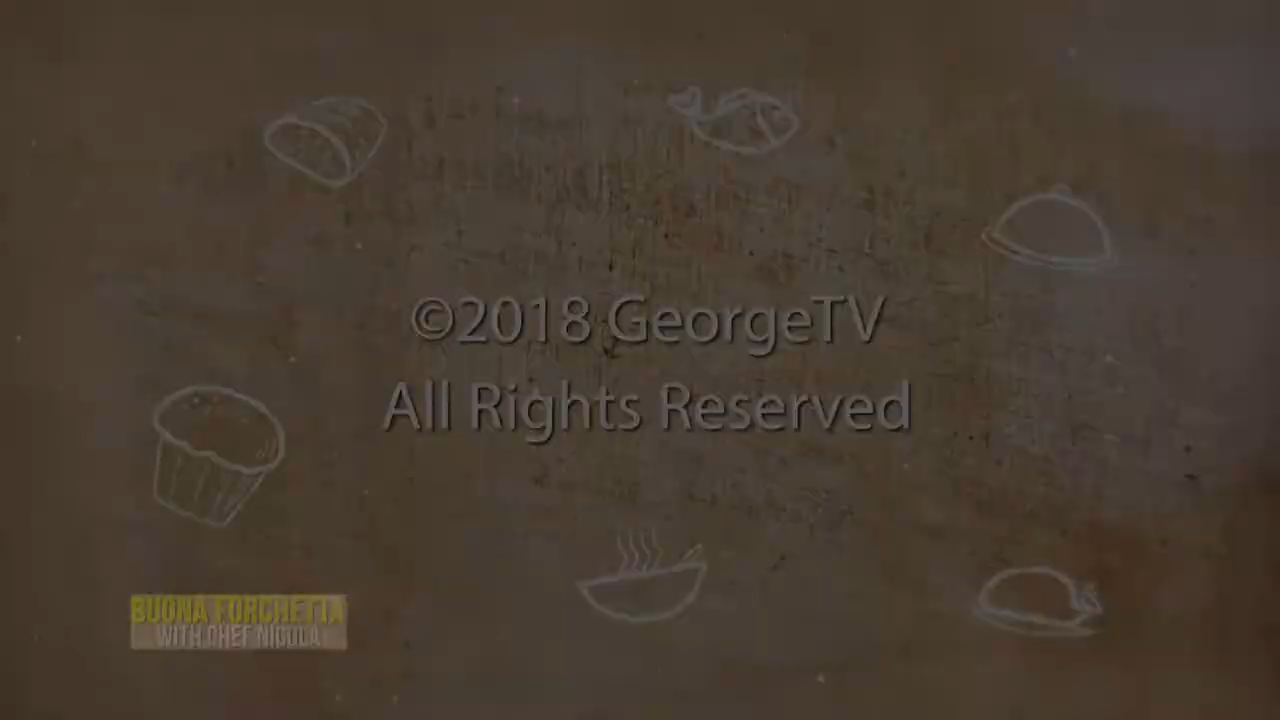 ©2018 GeorgeTV
All Rights Reserved
BUONA FORCHETTA
WITH CHEF NICOLA